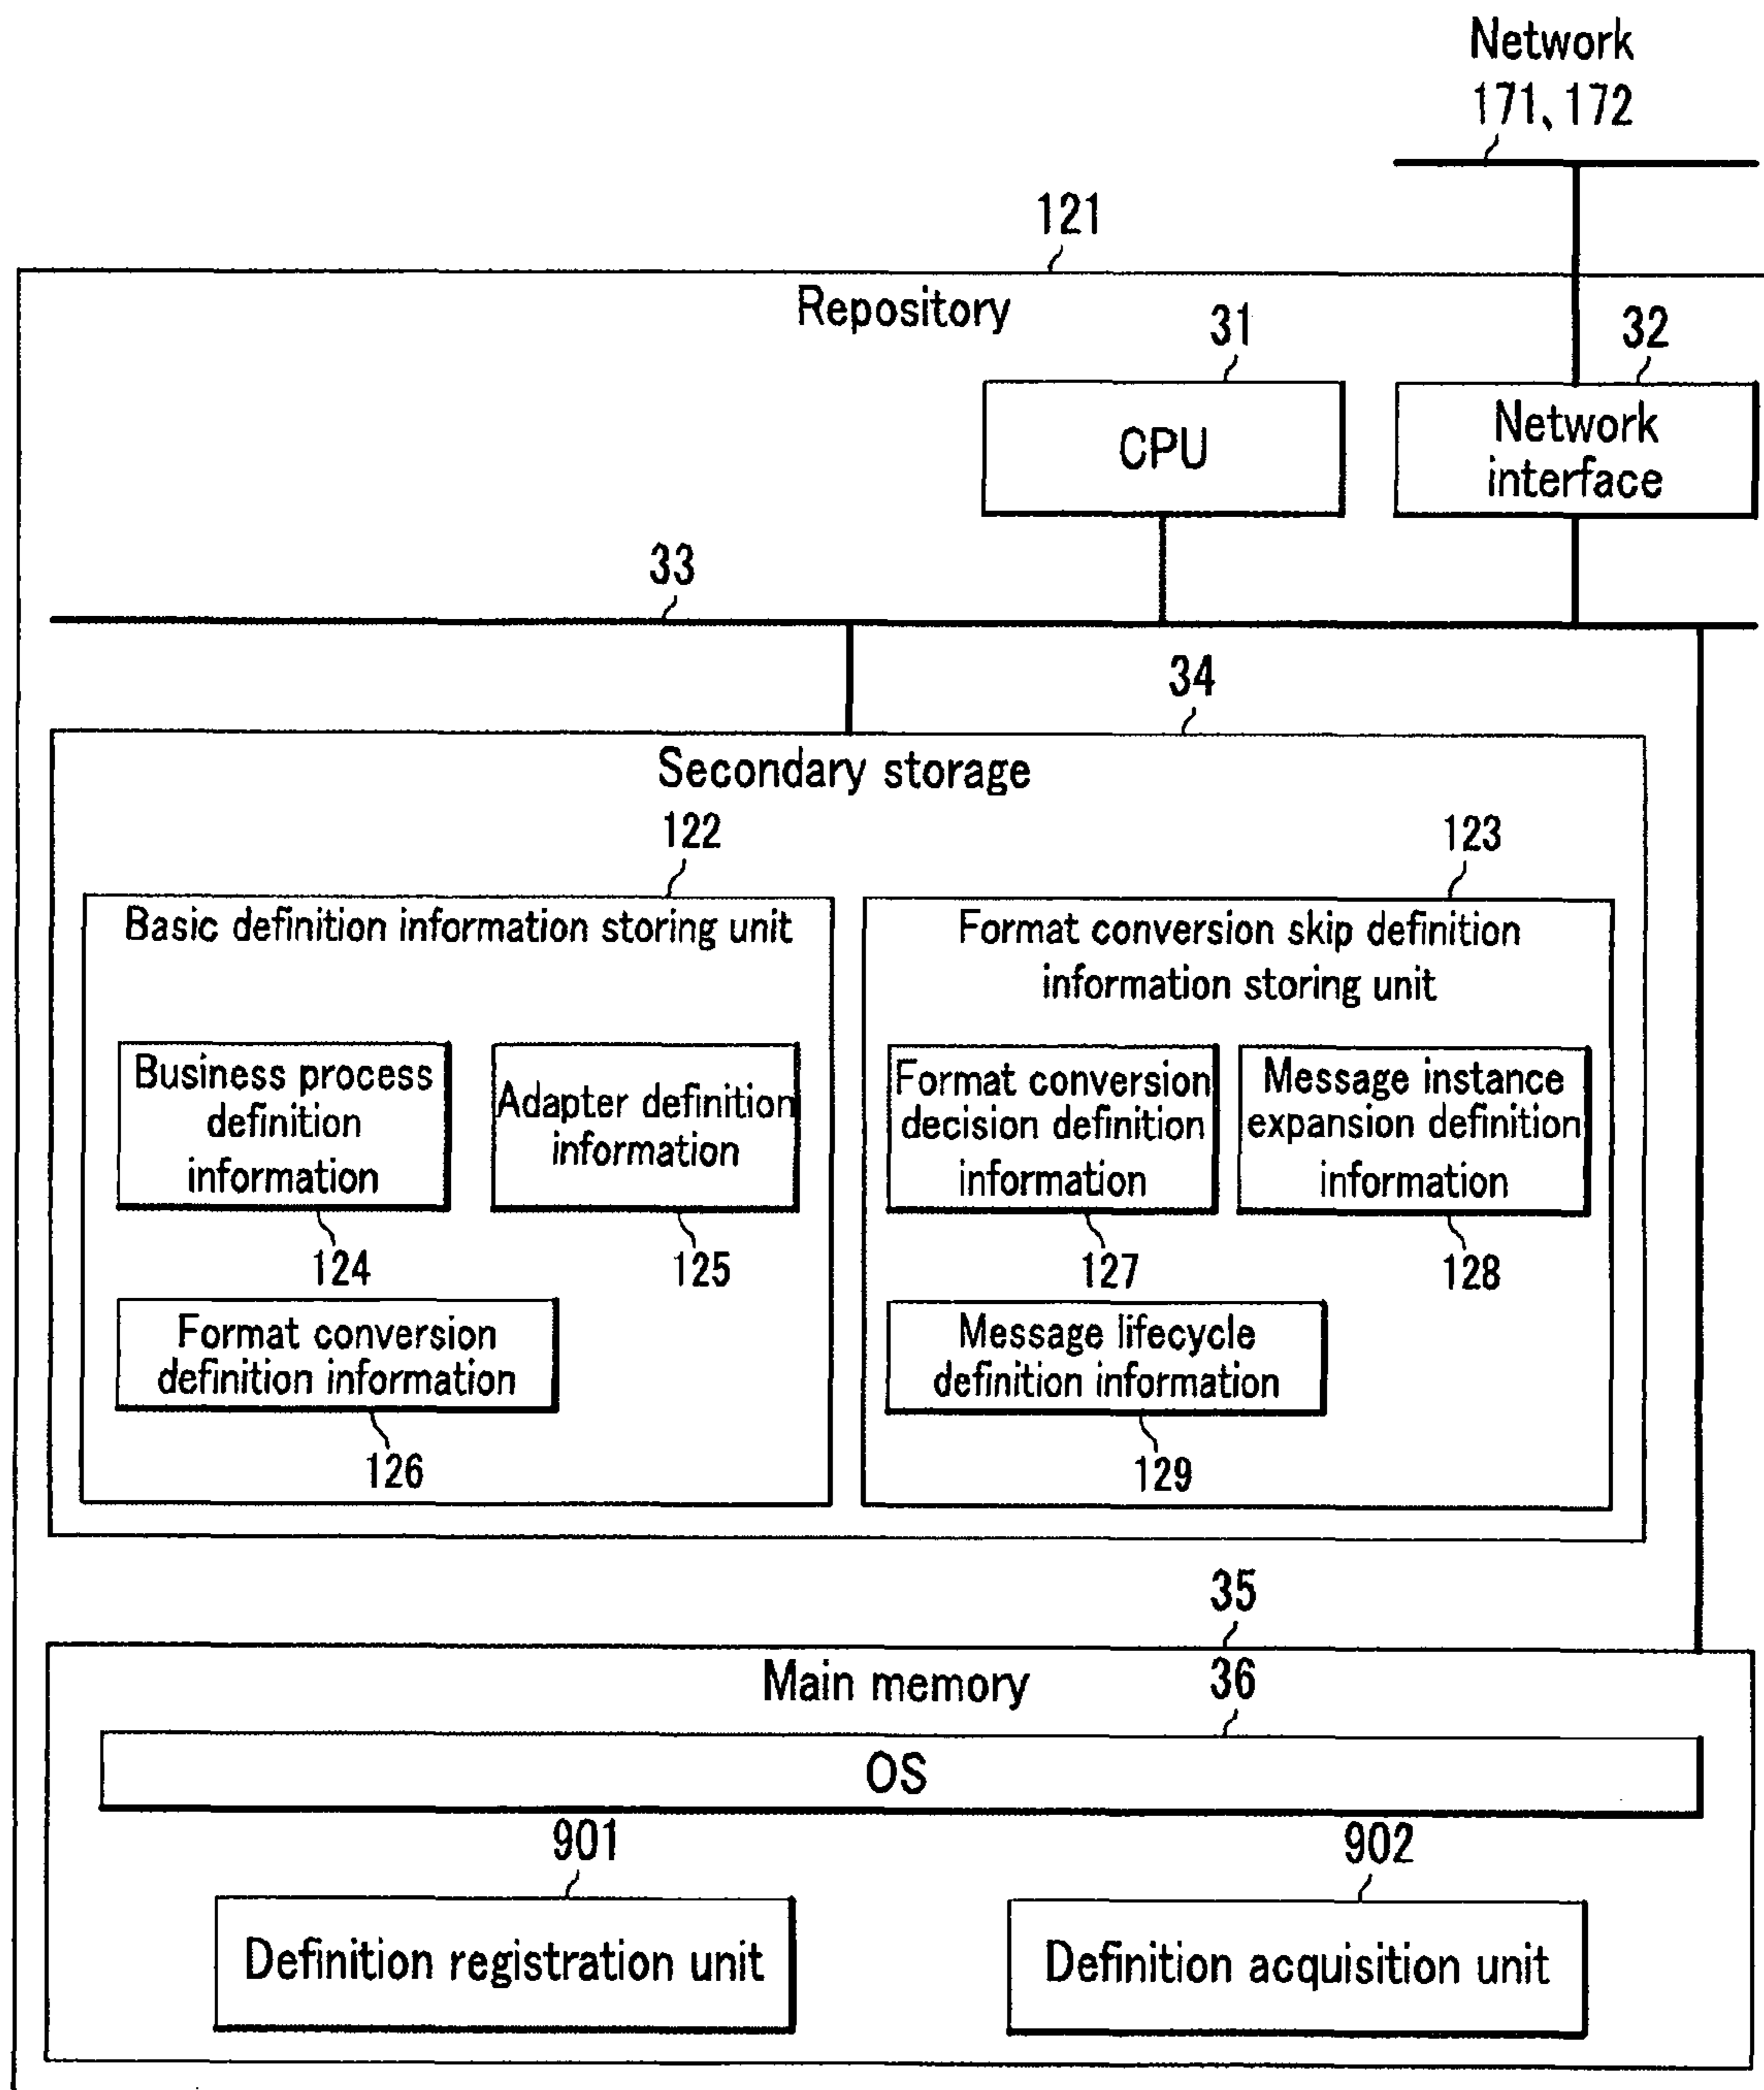 Network
171、172
121
Repository
31
32
CPU
Network
interface
33
34
Secondary storage
122
123
Basic definition information storing unit
Format conversion skip definition
information storing unit
Business process
definition
information
Adapter definition
information
Format conversion
decision definition
information
Message instance
expansion definition
information
124
125
127
128
Format conversion
definition information
Message lifecycle
definition information
126
129
35
Main memory
36
OS
901
902
Definition registration unit
Definition acquisition unit